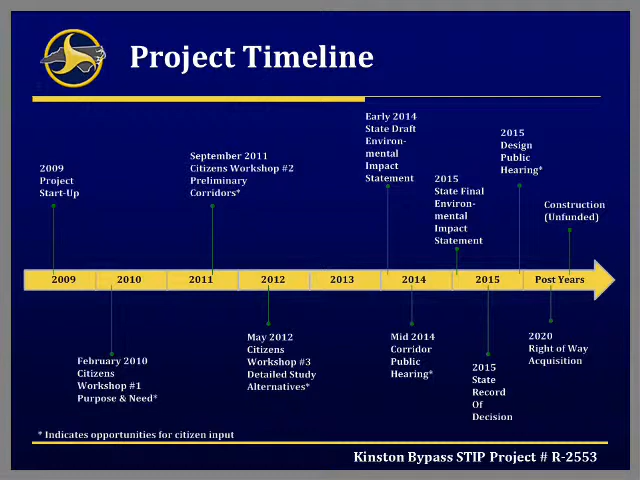 Project Timeline
2009
Project
Start-Up
September 2011
Citizens Workshop #2
Preliminary
Corridors*
Early 2014
State Draft
Environ-
mental
Impact
Statement
2015
State Final
Environ-
mental
Impact
Statement
2015
Design
Public
Hearing*
Construction
(Unfunded)
2009 2010 2011 2012 2013 2014 2015 Post Years
February 2010
Citizens
Workshop #1
Purpose & Need*
May 2012
Citizens
Workshop #3
Detailed Study
Alternatives*
Mid 2014
Corridor
Public
Hearing*
2015
State
Record
Of
Decision
2020
Right of Way
Acquisition
* Indicates opportunities for citizen input
Kinston Bypass STIP Project # R-2553